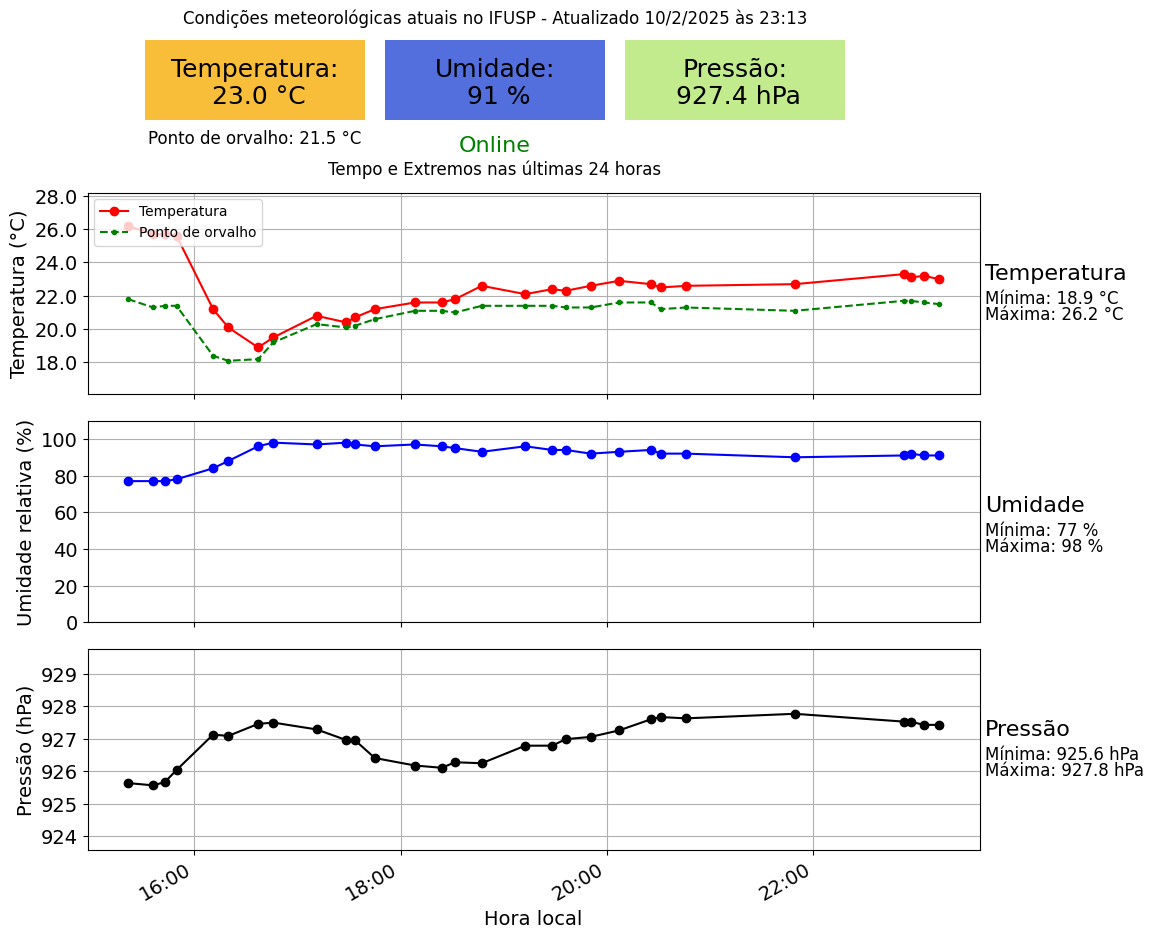 Condições meteorológicas atuais no IFUSP - Atualizado 10/2/2025 às 23:13
Temperatura:
23.0 °C
Umidade:
91 %
Pressão:
927.4 hPa
Ponto de orvalho: 21.5 °C
Online
Tempo e Extremos nas últimas 24 horas
Temperatura (°C)
28.0
26.0
24.0
22.0
20.0
18.0
Temperatura
Ponto de orvalho
Temperatura
Mínima: 18.9 °C
Máxima: 26.2 °C
Umidade relativa (%)
100
80
60
40
20
0
Umidade
Mínima: 77 %
Máxima: 98 %
Pressão (hPa)
929
928
927
926
925
924
Pressão
Mínima: 925.6 hPa
Máxima: 927.8 hPa
16:00
18:00
20:00
22:00
Hora local